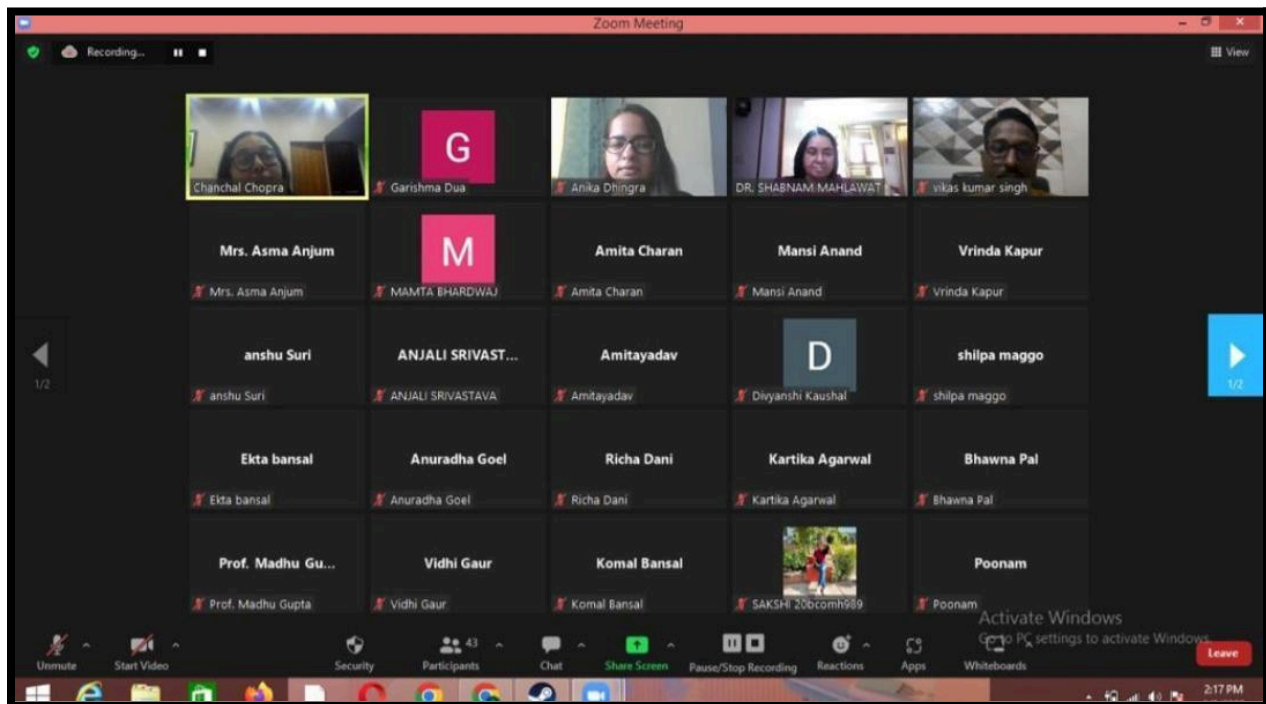 Zoom Meeting
Recording...
View
Chanchal Chopra
G
Garishma Dua
Anika Dhingra
DR. SHABNAM MAHLAWAT
vikas kumar singh
Mrs. Asma Anjum
Mrs. Asma Anjum
M
MAMTA BHARDWAJ
Amita Charan
Amita Charan
Mansi Anand
Mansi Anand
Vrinda Kapur
Vrinda Kapur
1/2
anshu Suri
anshu Suri
ANJALI SRIVAST...
ANJALI SRIVASTAVA
Amitayadav
Amitayadav
D
Divyanshi Kaushal
shilpa maggo
shilpa maggo
1/2
Ekta bansal
Ekta bansal
Anuradha Goel
Anuradha Goel
Richa Dani
Richa Dani
Kartika Agarwal
Kartika Agarwal
Bhawna Pal
Bhawna Pal
Prof. Madhu Gu...
Prof. Madhu Gupta
Vidhi Gaur
Vidhi Gaur
Komal Bansal
Komal Bansal
SAKSHI 20bcomh989
Poonam
Poonam
Activate Windows
Go to PC settings to activate Windows.
Unmute
Start Video
Security
43
Participants
Chat
Share Screen
Pause/Stop Recording
Reactions
Apps
Whiteboards
Leave
2:17 PM